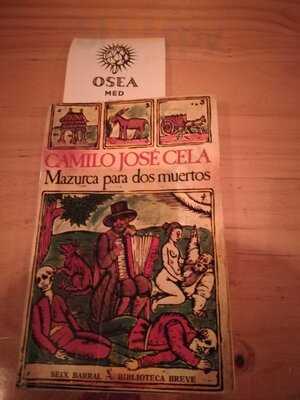 OSEA
MED
CAMILO JOSÉ CELA
Mazurca para dos muertos
SEIX BARRAL BIBLIOTECA BREVE